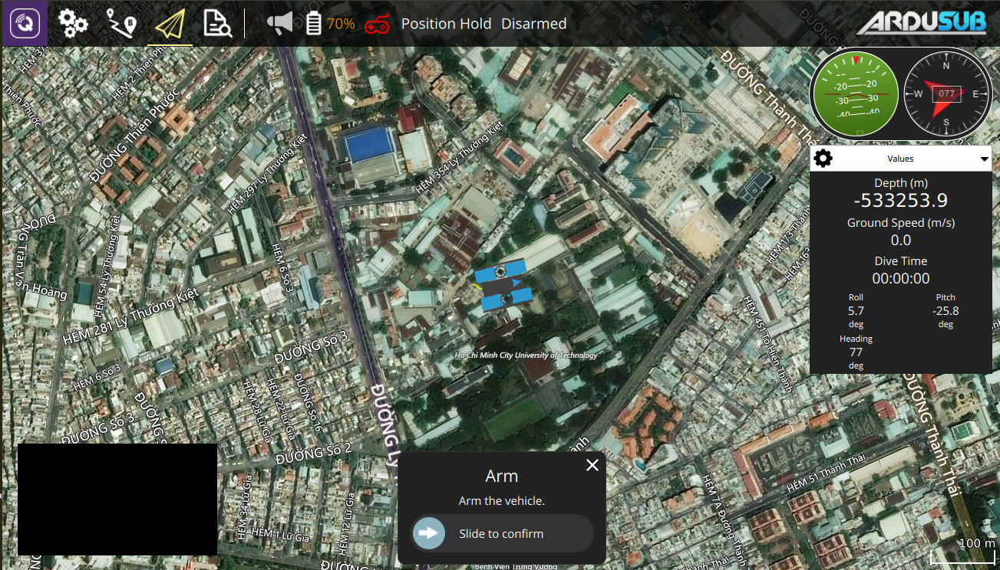 70%
Position Hold
Disarmed
ARDUSUB
HẺM 2 Thiên Phước
Thiên Phước
ĐƯỜNG Thiên Phước
HẺM 297 Lý Thường Kiệt
HẺM 354 Lý Thường Kiệt
ĐƯỜNG Thành Thái
-20 -20
-30 -30
-40 -40
N
W 077 E
S
Values
Depth (m)
-533253.9
Ground Speed (m/s)
0.0
Dive Time
00:00:00
Roll
Pitch
5.7
-25.8
deg
deg
Heading
77
deg
HẺM 54 Lý Thường Kiệt
HẺM 6 Số 3
HẺM 281 Lý Thường Kiệt
HẺM 173 Thành
HẺM 451 Tô Hiến Thành
ĐƯỜNG Số 3
Ho Chi Minh City University of Technology
HẺM 6 Số 3
HẺM 28 Lữ Gia
HẺM 22 Lữ Gia
ĐƯỜNG Số 16
ĐƯỜNG Số 3
ĐƯỜNG Số 2
ĐƯỜNG Lý
ĐƯỜNG Thành Thái
HẺM 51 Thành Thái
HẺM 34 Lữ Gia
HẺM 1 Lữ Gia
HẺM 12 Lữ Gia
HẺM 7A Đường Thành
Arm
Arm the vehicle.
Slide to confirm
Bệnh Viện Trưng Vương
100 m